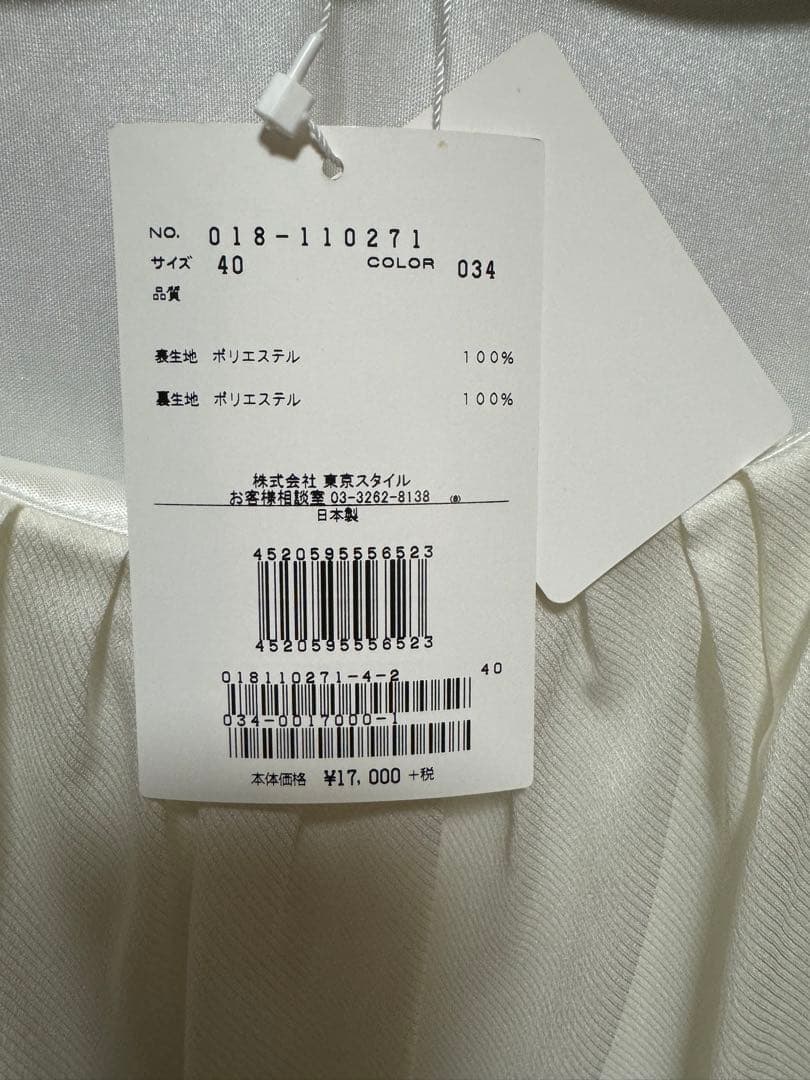 NO. 018-110271
サイズ 40 COLOR 034
品質
表生地 ポリエステル 100%
裏生地 ポリエステル 100%
株式会社 東京スタイル
お客様相談室 03-3262-8138 (8)
日本製
4520595556523
4520595556523
018110271-4-2 40
034-0017000-1
本体価格 ¥17,000 +税